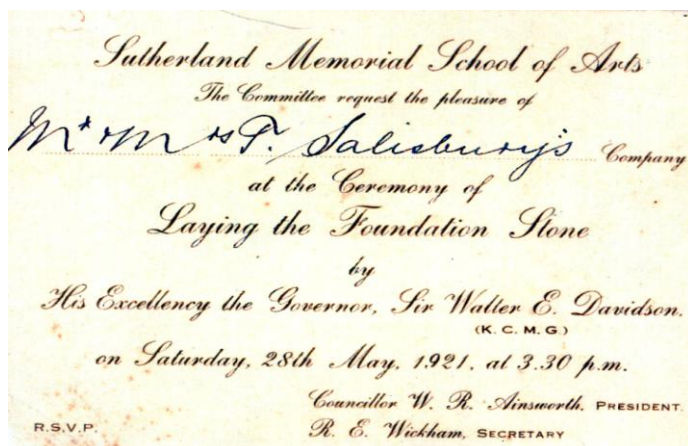 Sutherland Memorial School of Arts
The Committee request the pleasure of
Mr & Mrs F. Salisbury's Company
at the Ceremony of
Laying the Foundation Stone
by
His Excellency the Governor, Sir Walter E. Davidson.
(K.C.M.G.)
on Saturday, 28th May, 1921, at 3.30 p.m.
Councillor W. R. Ainsworth, PRESIDENT.
R.S.V.P. R. E. Wickham, SECRETARY